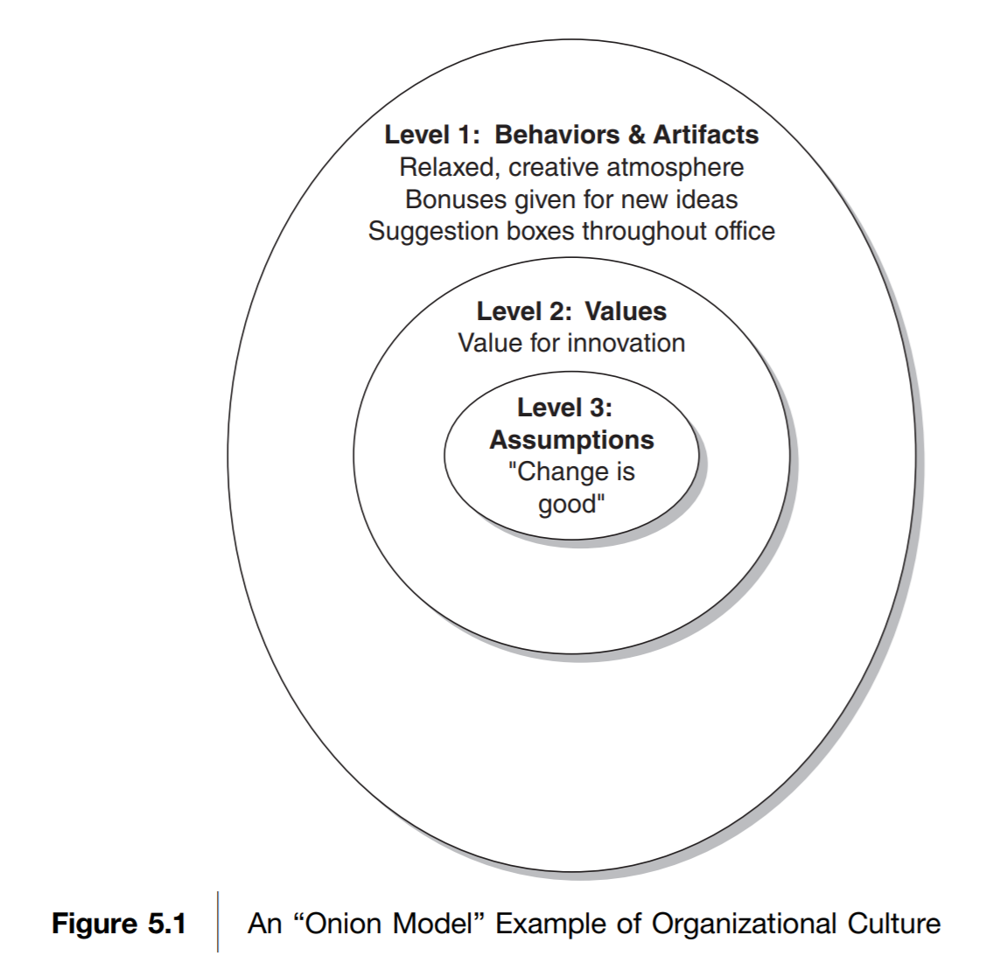 Level 1: Behaviors & Artifacts
Relaxed, creative atmosphere
Bonuses given for new ideas
Suggestion boxes throughout office
Level 2: Values
Value for innovation
Level 3:
Assumptions
"Change is
good"
Figure 5.1 An “Onion Model” Example of Organizational Culture